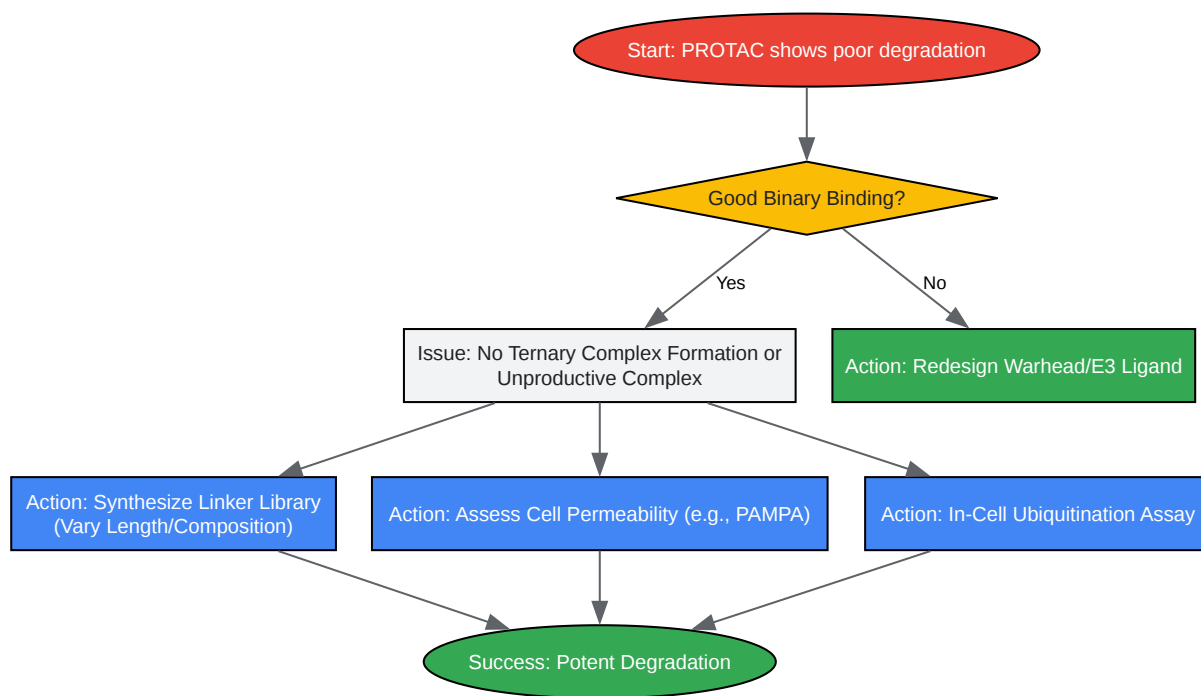 Start: PROTAC shows poor degradation
Good Binary Binding?
Yes
No
Issue: No Ternary Complex Formation or
Unproductive Complex
Action: Redesign Warhead/E3 Ligand
Action: Synthesize Linker Library
(Vary Length/Composition)
Action: Assess Cell Permeability (e.g., PAMPA)
Action: In-Cell Ubiquitination Assay
Success: Potent Degradation